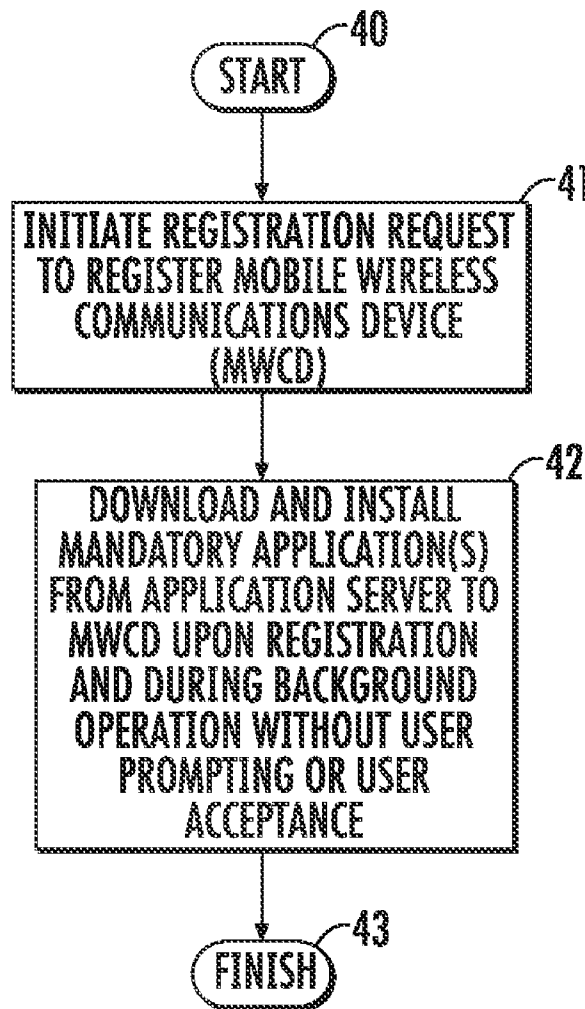 40
START
41
INITIATE REGISTRATION REQUEST
TO REGISTER MOBILE WIRELESS
COMMUNICATIONS DEVICE
(MWCD)
42
DOWNLOAD AND INSTALL
MANDATORY APPLICATION(S)
FROM APPLICATION SERVER TO
MWCD UPON REGISTRATION
AND DURING BACKGROUND
OPERATION WITHOUT USER
PROMPTING OR USER
ACCEPTANCE
43
FINISH